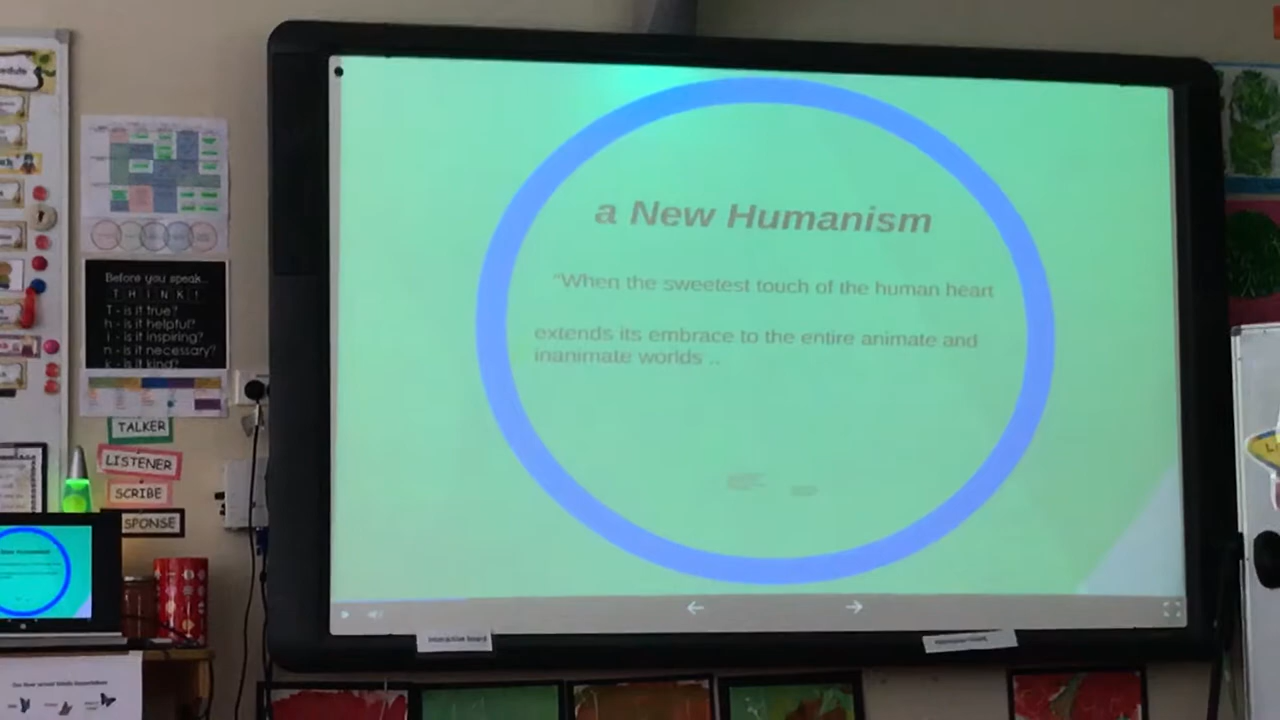 a New Humanism
"When the sweetest touch of the human heart
extends its embrace to the entire animate and
inanimate worlds ..
Before you speak...
T H I N K !
T - is it true?
h - is it helpful?
i - is it inspiring?
n - is it necessary?
k - is it kind?
TALKER
LISTENER
SCRIBE
SPONSE
interactive board